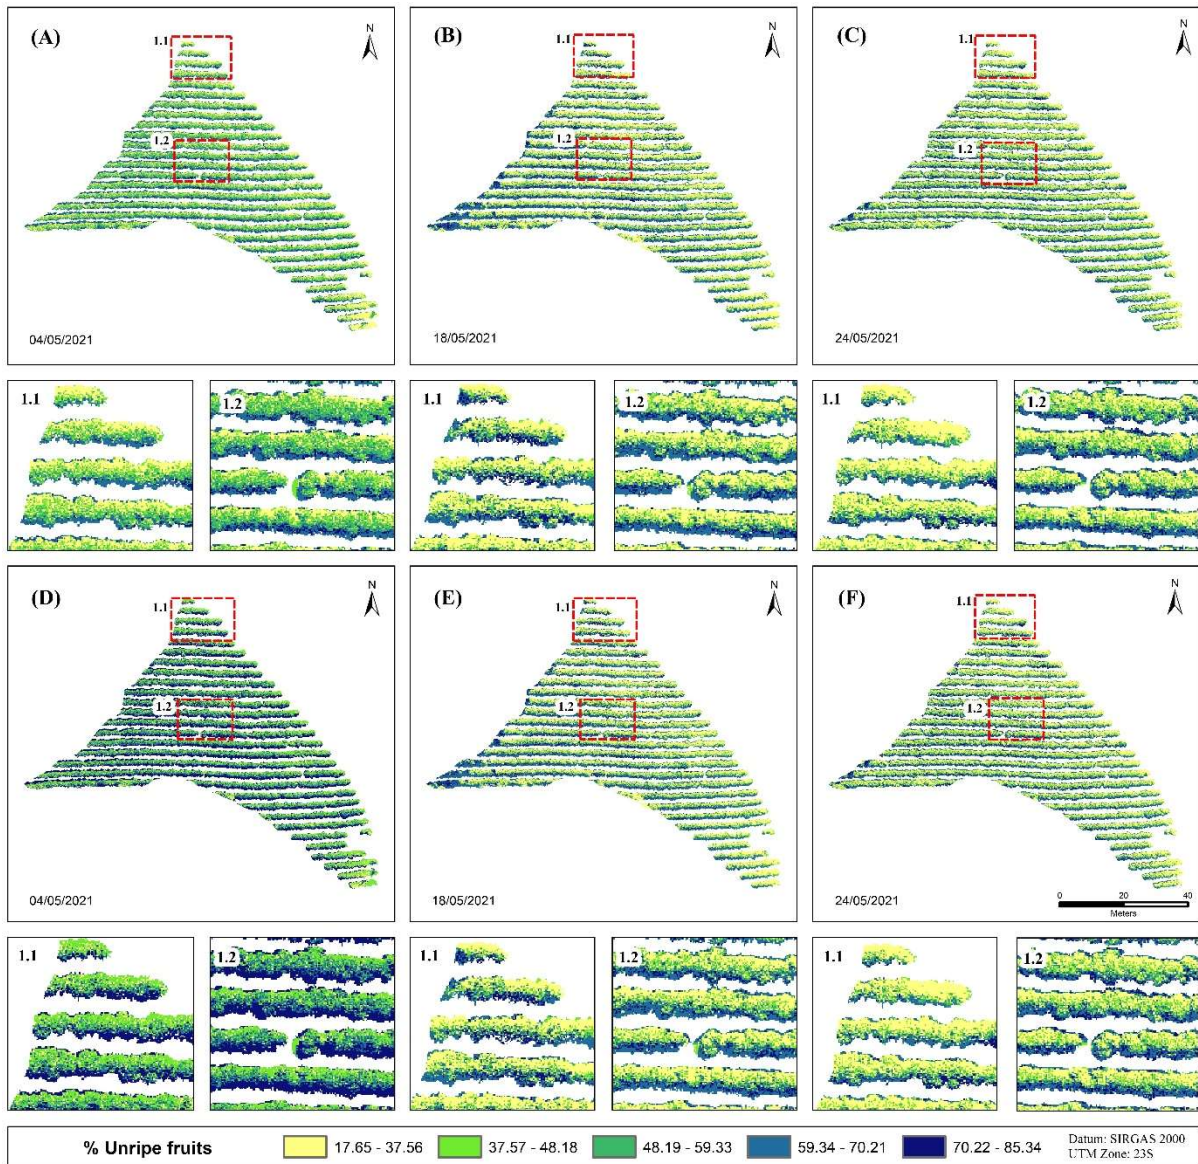 (A)
1.1
N
1.2
04/05/2021
(B)
1.1
N
1.2
18/05/2021
(C)
1.1
N
1.2
24/05/2021
1.1
1.2
1.1
1.2
1.1
1.2
(D)
1.1
N
1.2
04/05/2021
(E)
1.1
N
1.2
18/05/2021
(F)
1.1
N
1.2
24/05/2021
0 20 40
Meters
1.1
1.2
1.1
1.2
1.1
1.2
% Unripe fruits
17.65 - 37.56
37.57 - 48.18
48.19 - 59.33
59.34 - 70.21
70.22 - 85.34
Datum: SIRGAS 2000
UTM Zone: 23S